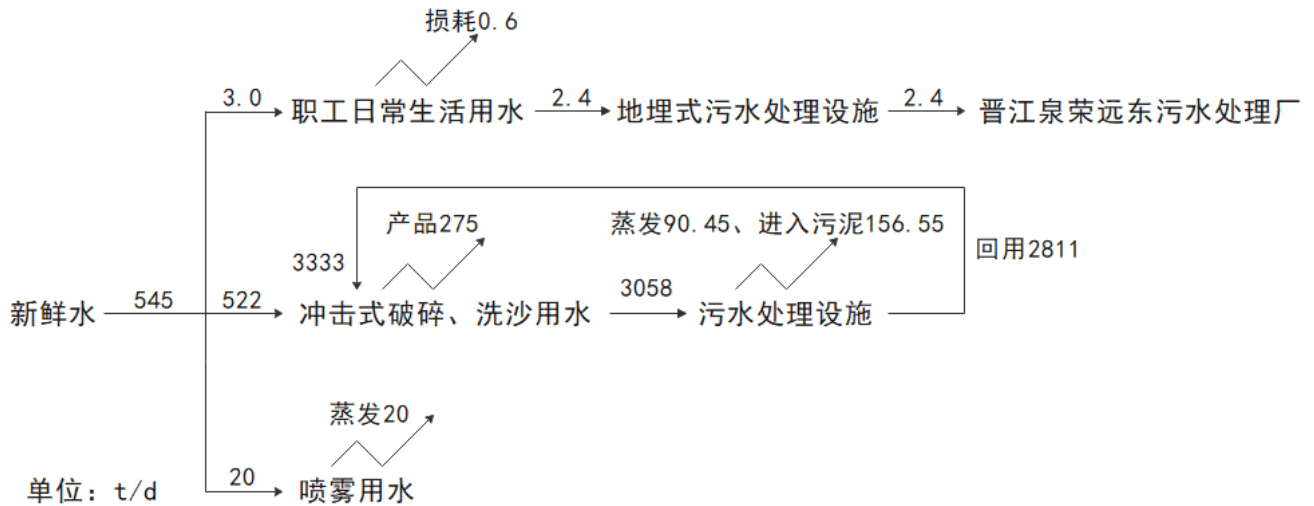 损耗0.6
3.0
职工日常生活用水
2.4
地埋式污水处理设施
2.4
晋江泉荣远东污水处理厂
产品275
蒸发90.45、进入污泥156.55
回用2811
3333
新鲜水
545
522
冲击式破碎、洗沙用水
3058
污水处理设施
蒸发20
20
喷雾用水
单位：t/d